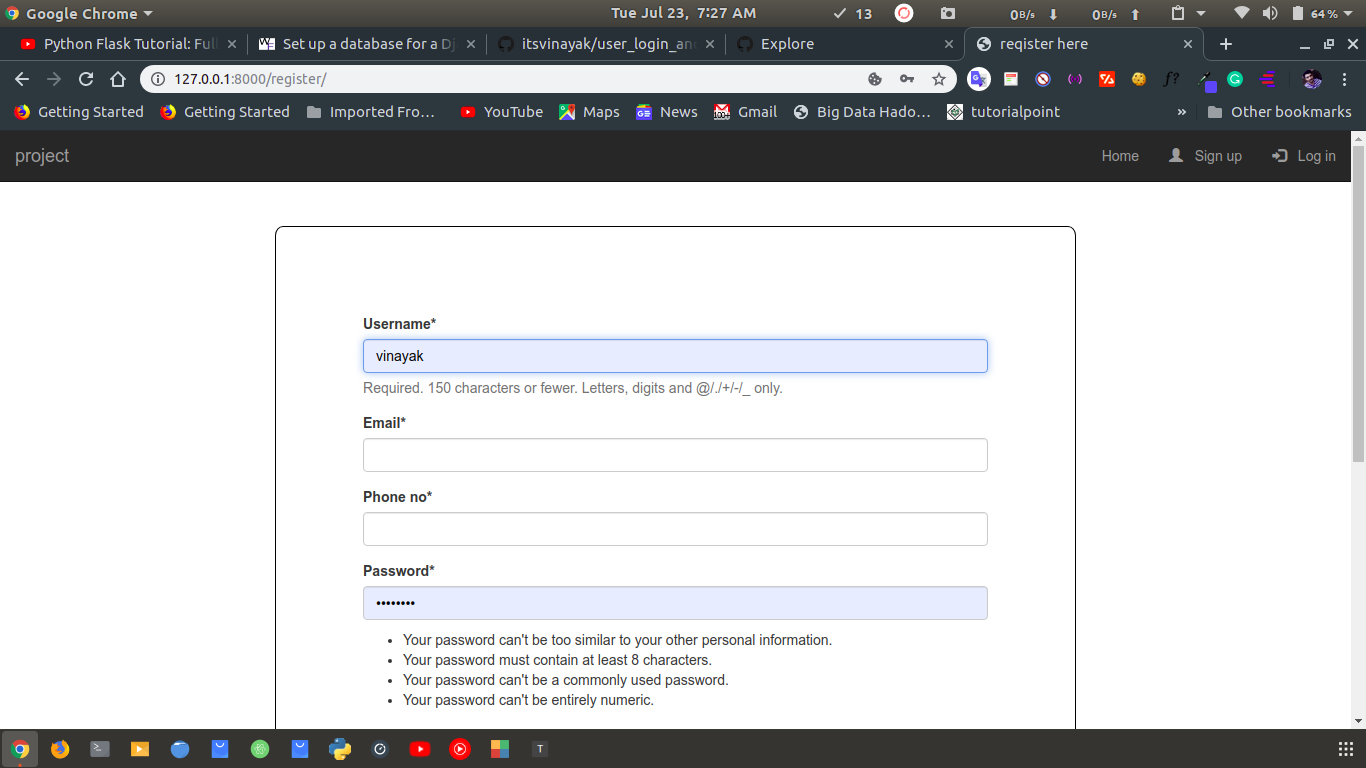 Google Chrome
Tue Jul 23, 7:27 AM
13
0B/s
0B/s
64 %
Python Flask Tutorial: Full
Set up a database for a Dj
itsvinayak/user_login_an
Explore
register here
127.0.0.1:8000/register/
Getting Started
Getting Started
Imported Fro...
YouTube
Maps
News
Gmail
Big Data Hado...
tutorialpoint
»
Other bookmarks
project
Home
Sign up
Log in
Username*
vinayak
Required. 150 characters or fewer. Letters, digits and @/./+/-/_ only.
Email*
Phone no*
Password*
••••••••
• Your password can't be too similar to your other personal information.
• Your password must contain at least 8 characters.
• Your password can't be a commonly used password.
• Your password can't be entirely numeric.
T